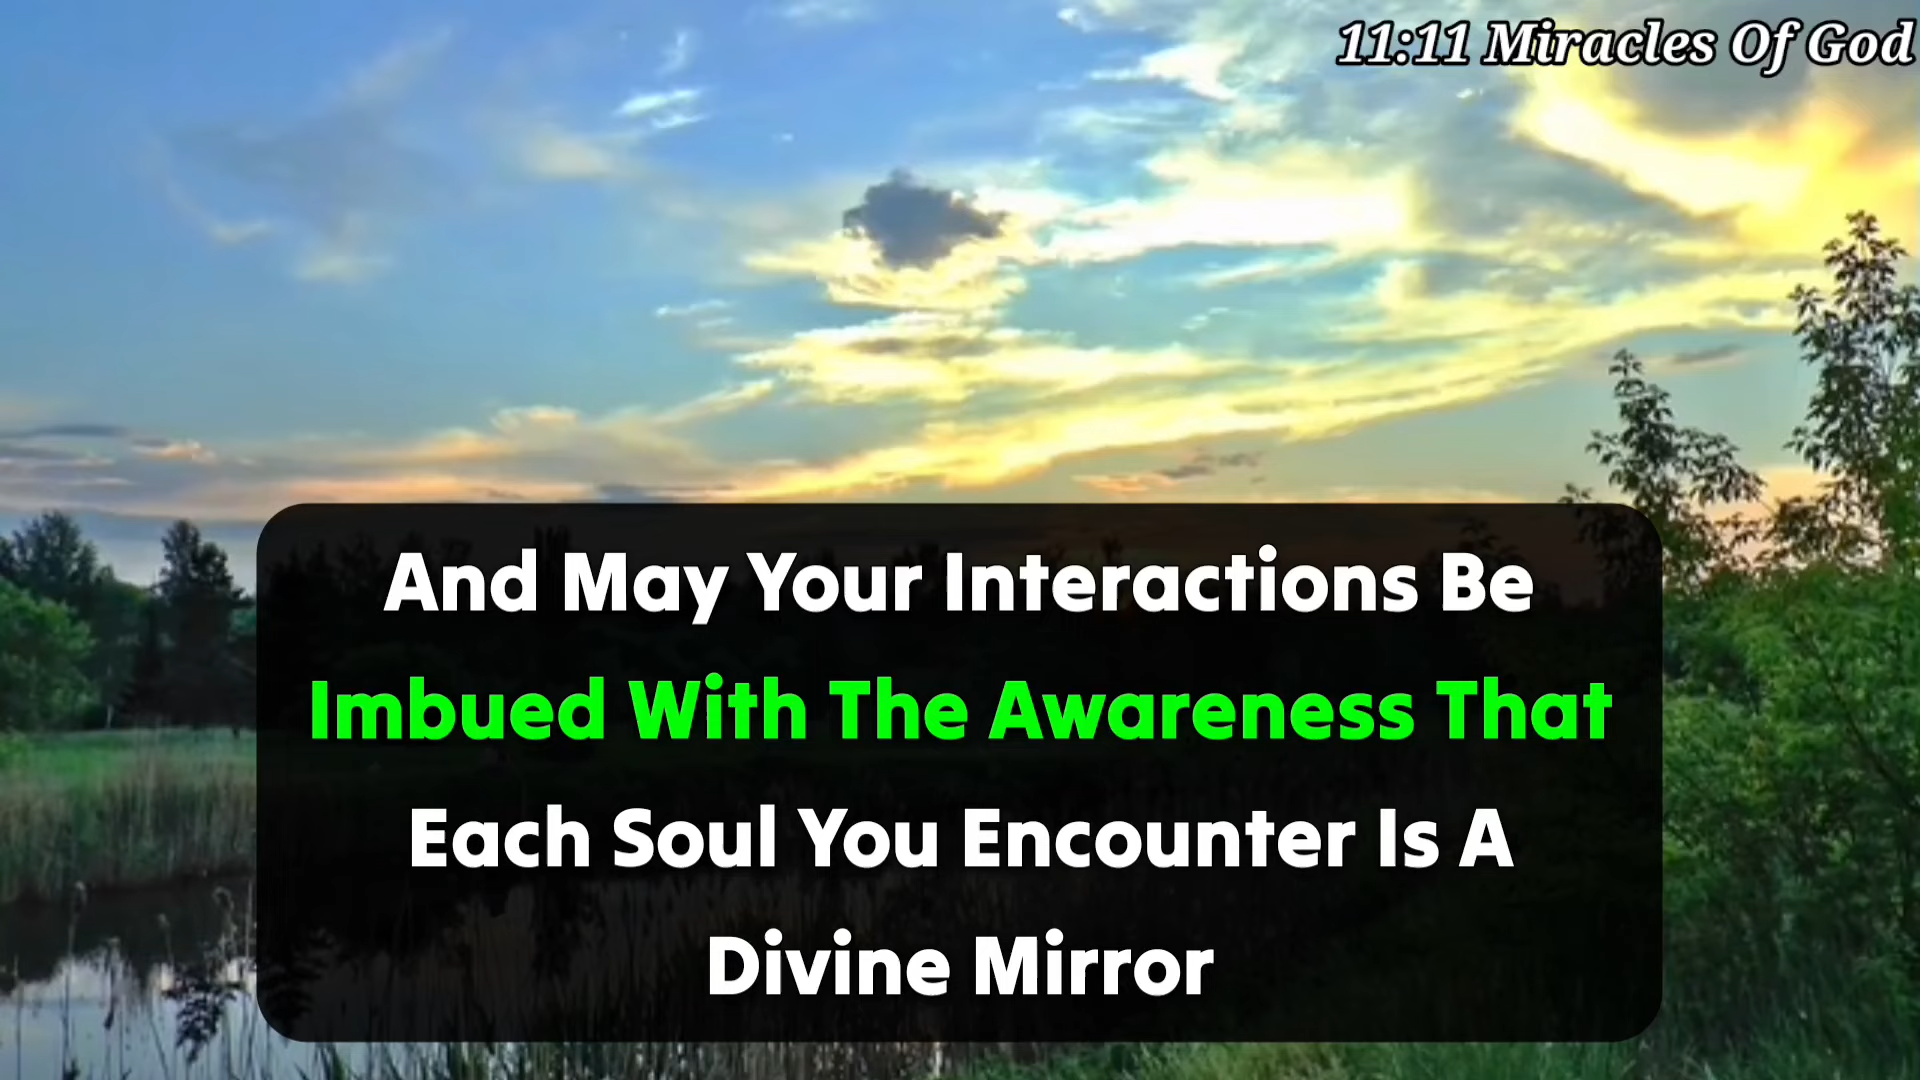 11:11 Miracles Of God
And May Your Interactions Be
Imbued With The Awareness That
Each Soul You Encounter Is A
Divine Mirror